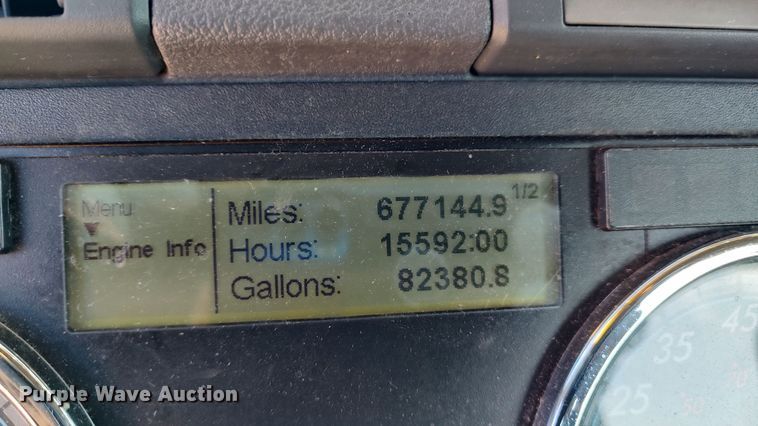 Menu
Engine Info
Miles: 677144.9 1/2
Hours: 15592:00
Gallons: 82380.8
45
35
25
50
Purple Wave Auction